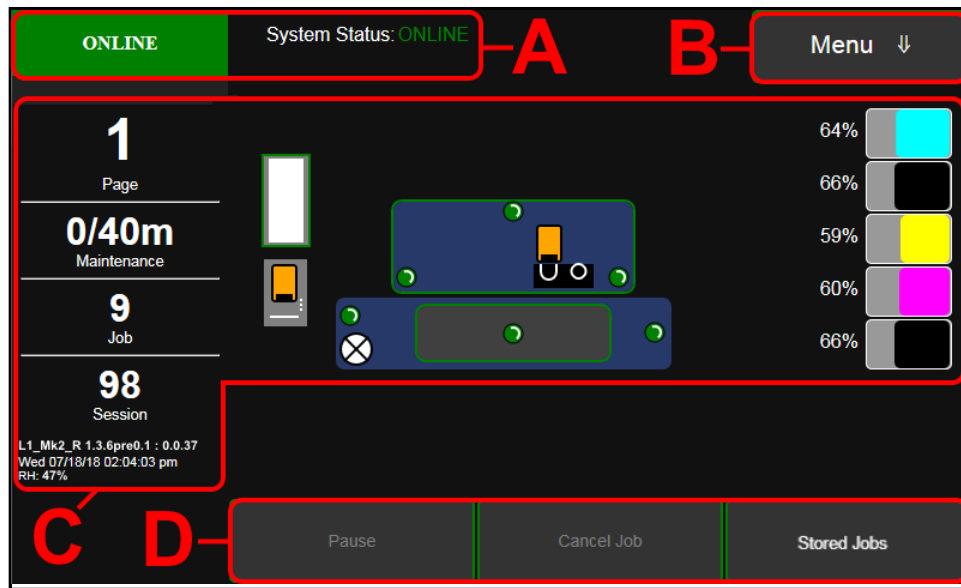 ONLINE
System Status: ONLINE
A
B
Menu ⇓
1
Page
0/40m
Maintenance
9
Job
98
Session
L1_Mk2_R 1.3.6pre0.1 : 0.0.37
Wed 07/18/18 02:04:03 pm
RH: 47%
64%
66%
59%
60%
66%
C
D
Pause
Cancel Job
Stored Jobs